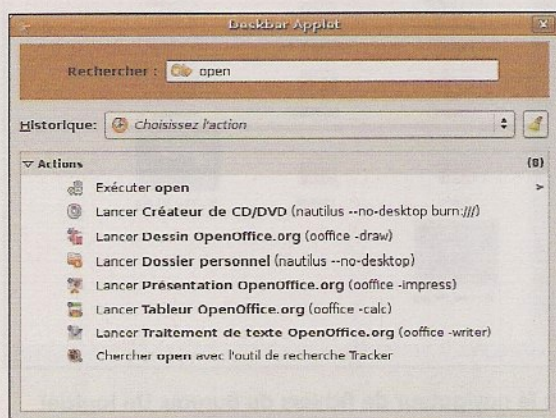 Deskbar Applet
Rechercher : open
Historique: Choisissez l'action
Actions (8)
Exécuter open
Lancer Créateur de CD/DVD (nautilus --no-desktop burn:///)
Lancer Dessin OpenOffice.org (ooffice -draw)
Lancer Dossier personnel (nautilus --no-desktop)
Lancer Présentation OpenOffice.org (ooffice -impress)
Lancer Tableur OpenOffice.org (ooffice -calc)
Lancer Traitement de texte OpenOffice.org (ooffice -writer)
Chercher open avec l'outil de recherche Tracker